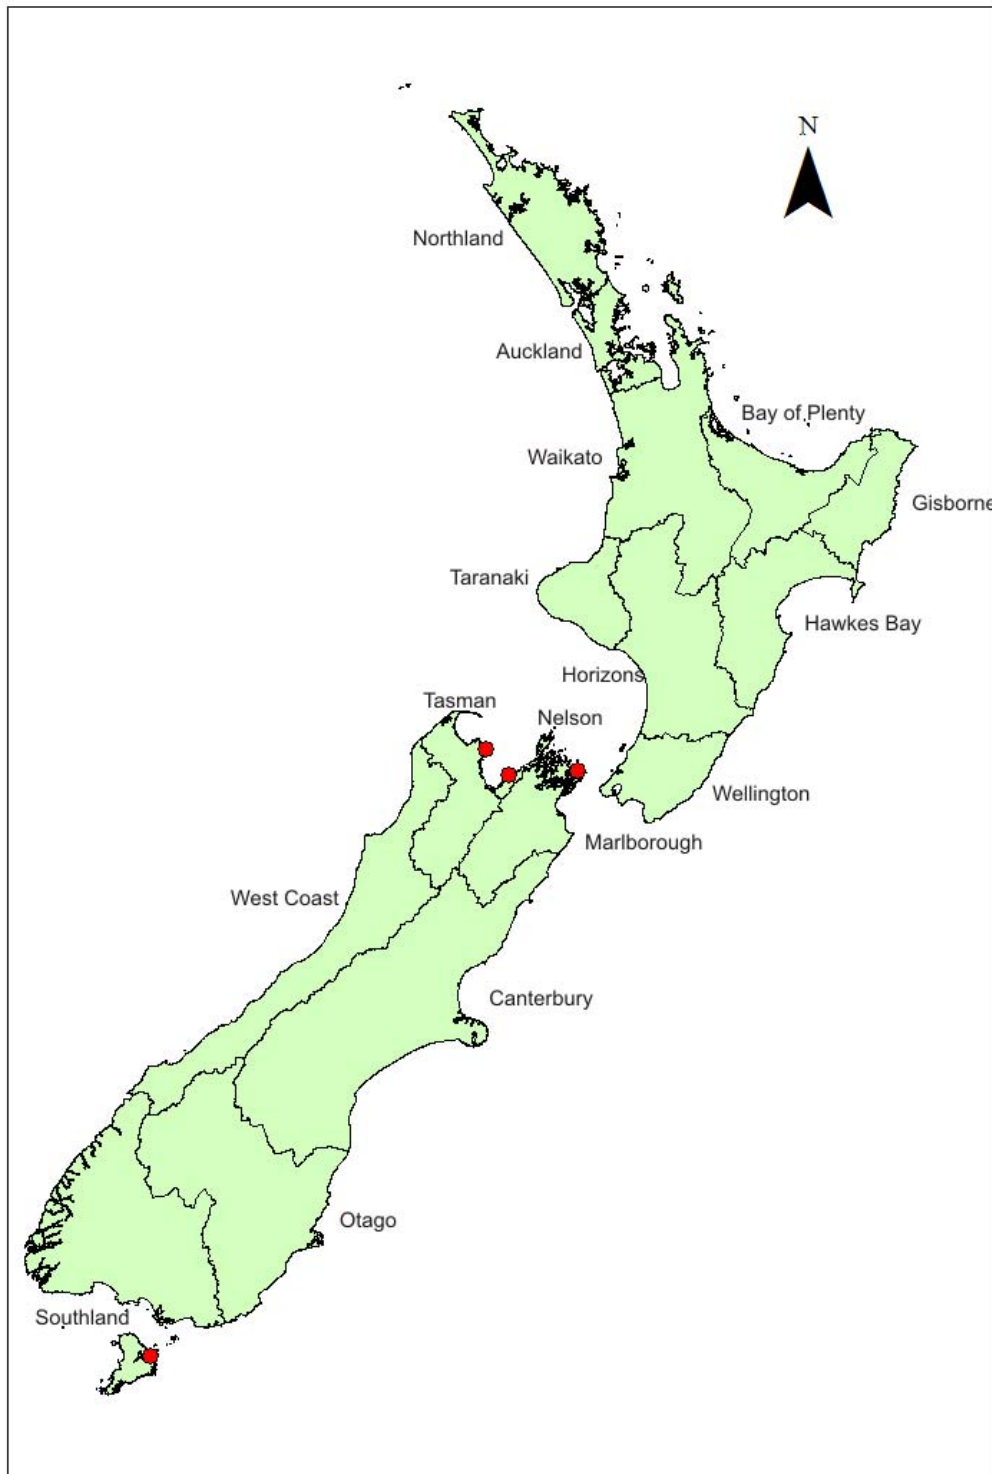 N
Northland
Auckland
Bay of Plenty
Waikato
Gisborne
Taranaki
Hawkes Bay
Horizons
Tasman
Nelson
Wellington
Marlborough
West Coast
Canterbury
Otago
Southland